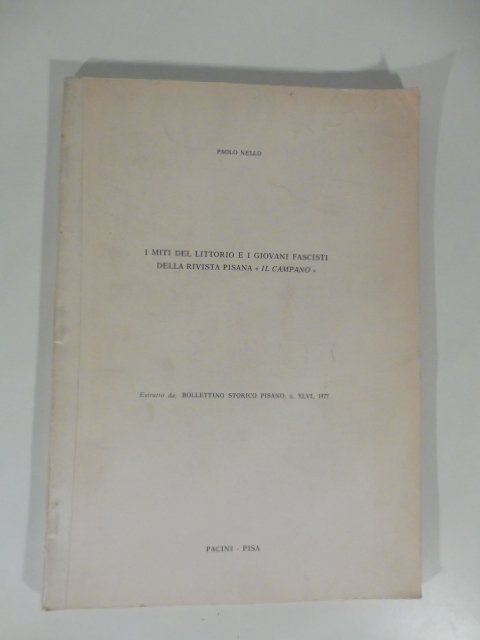 PAOLO NELLO
I MITI DEL LITTORIO E I GIOVANI FASCISTI
DELLA RIVISTA PISANA « IL CAMPANO »
Estratto da: BOLLETTINO STORICO PISANO, n. XLVI, 1977
PACINI - PISA